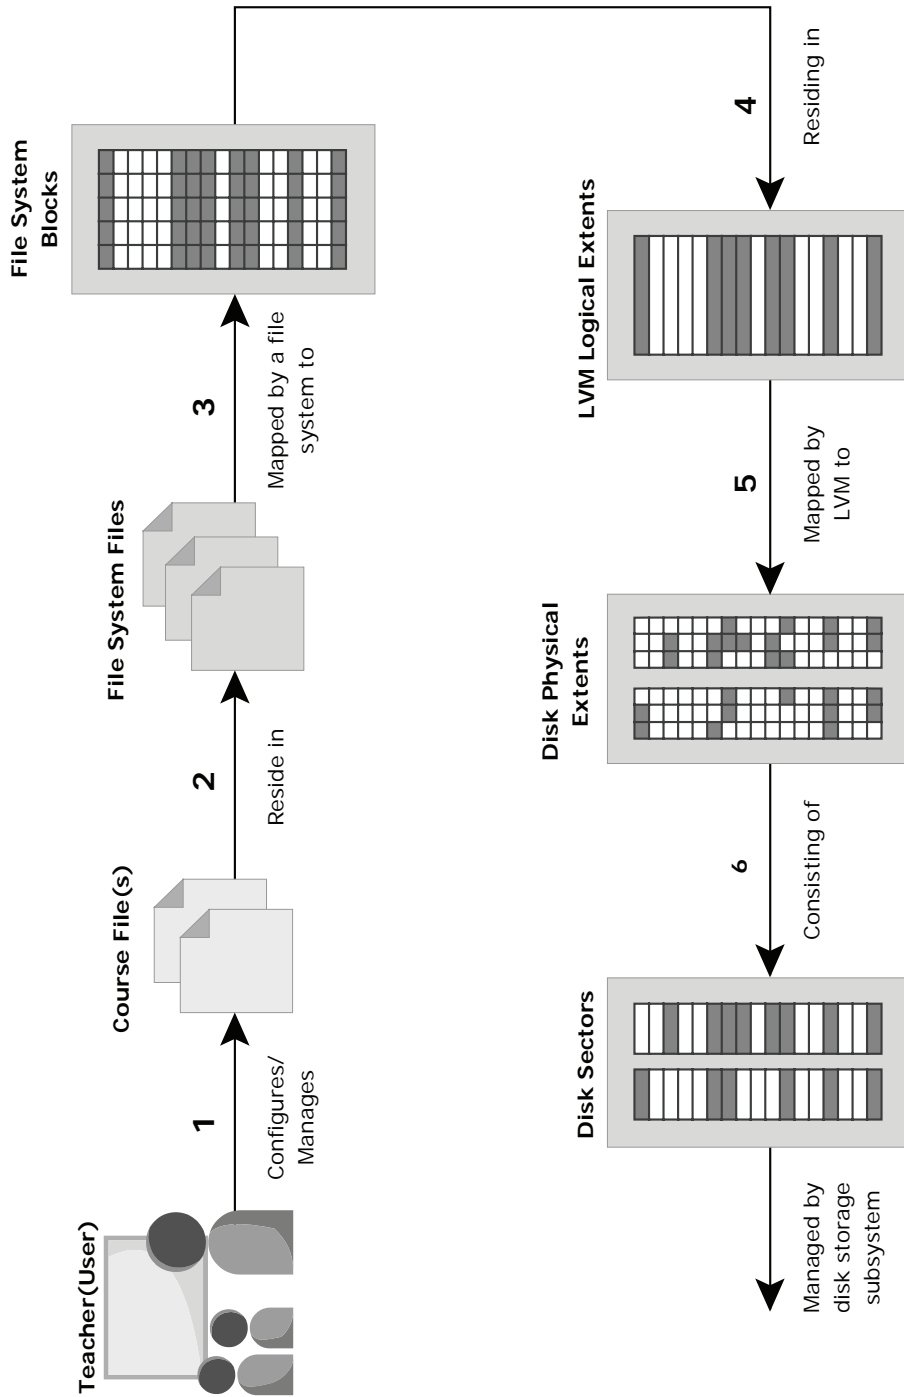 Teacher(User)
1
Configures/
Manages
Course File(s)
2
Reside in
File System Files
3
Mapped by a file
system to
File System
Blocks
4
Residing in
LVM Logical Extents
5
Mapped by
LVM to
Disk Physical
Extents
6
Consisting of
Disk Sectors
Managed by
disk storage
subsystem